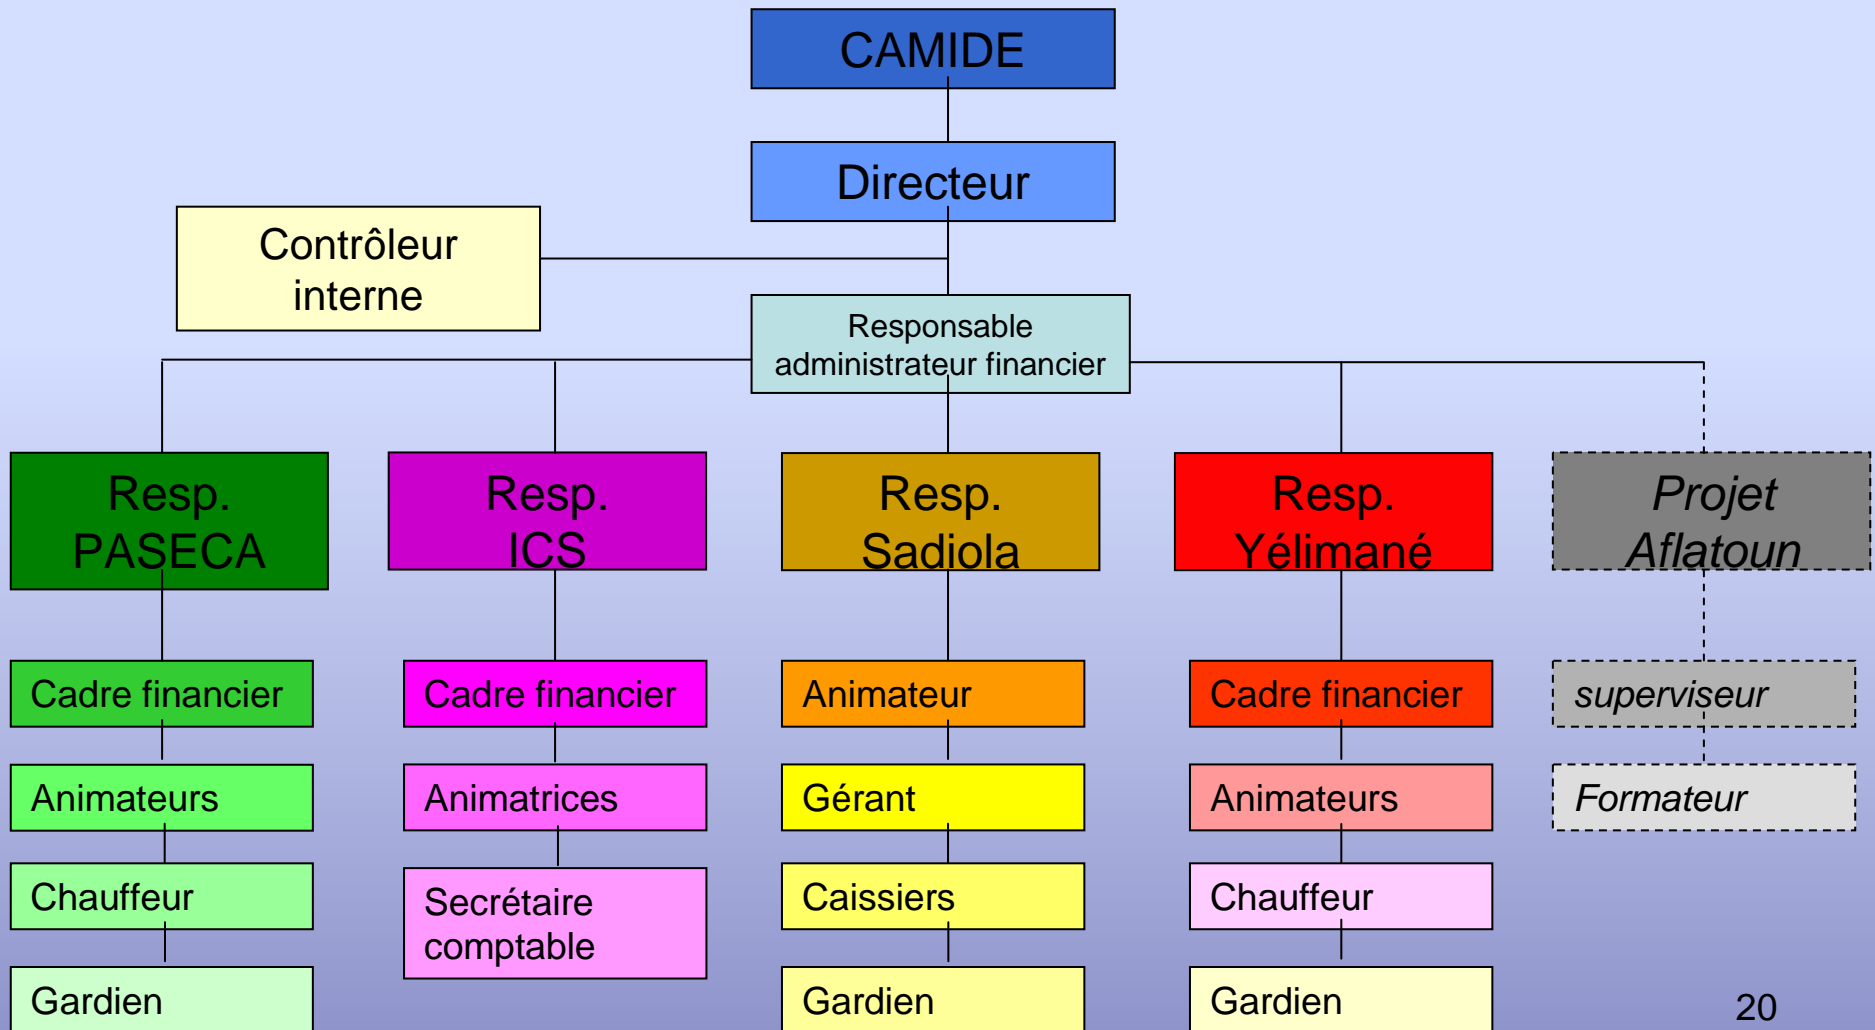 CAMIDE
Directeur
Contrôleur
interne
Responsable
administrateur financier
Resp.
PASECA
Resp.
ICS
Resp.
Sadiola
Resp.
Yélimané
Projet
Aflatoun
Cadre financier
Cadre financier
Animateur
Cadre financier
superviseur
Animateurs
Animatrices
Gérant
Animateurs
Formateur
Chauffeur
Secrétaire
comptable
Caissiers
Chauffeur
Gardien
Gardien
Gardien
20